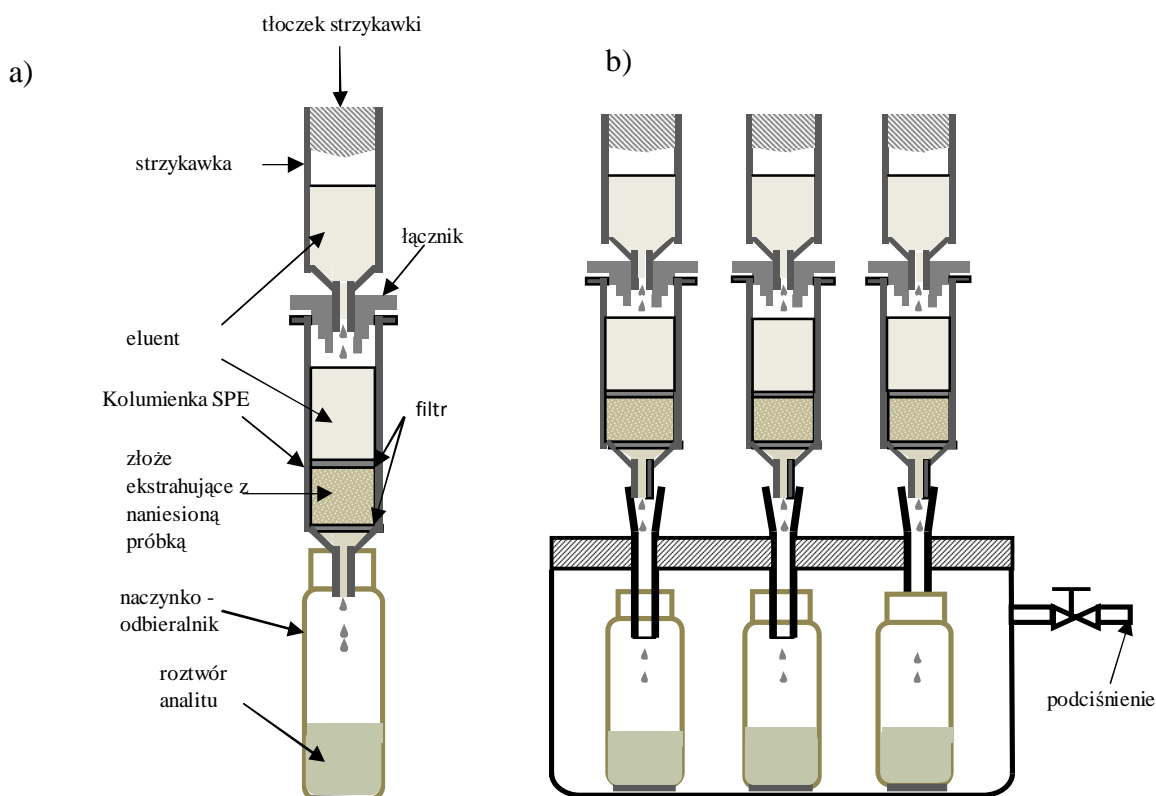 tłoczek strzykawki
a)
b)
strzykawka
łącznik
eluent
Kolumienka SPE
filtr
złoże
ekstrahujące z
naniesioną
próbką
naczynko -
odbieralnik
roztwór
analitu
podciśnienie